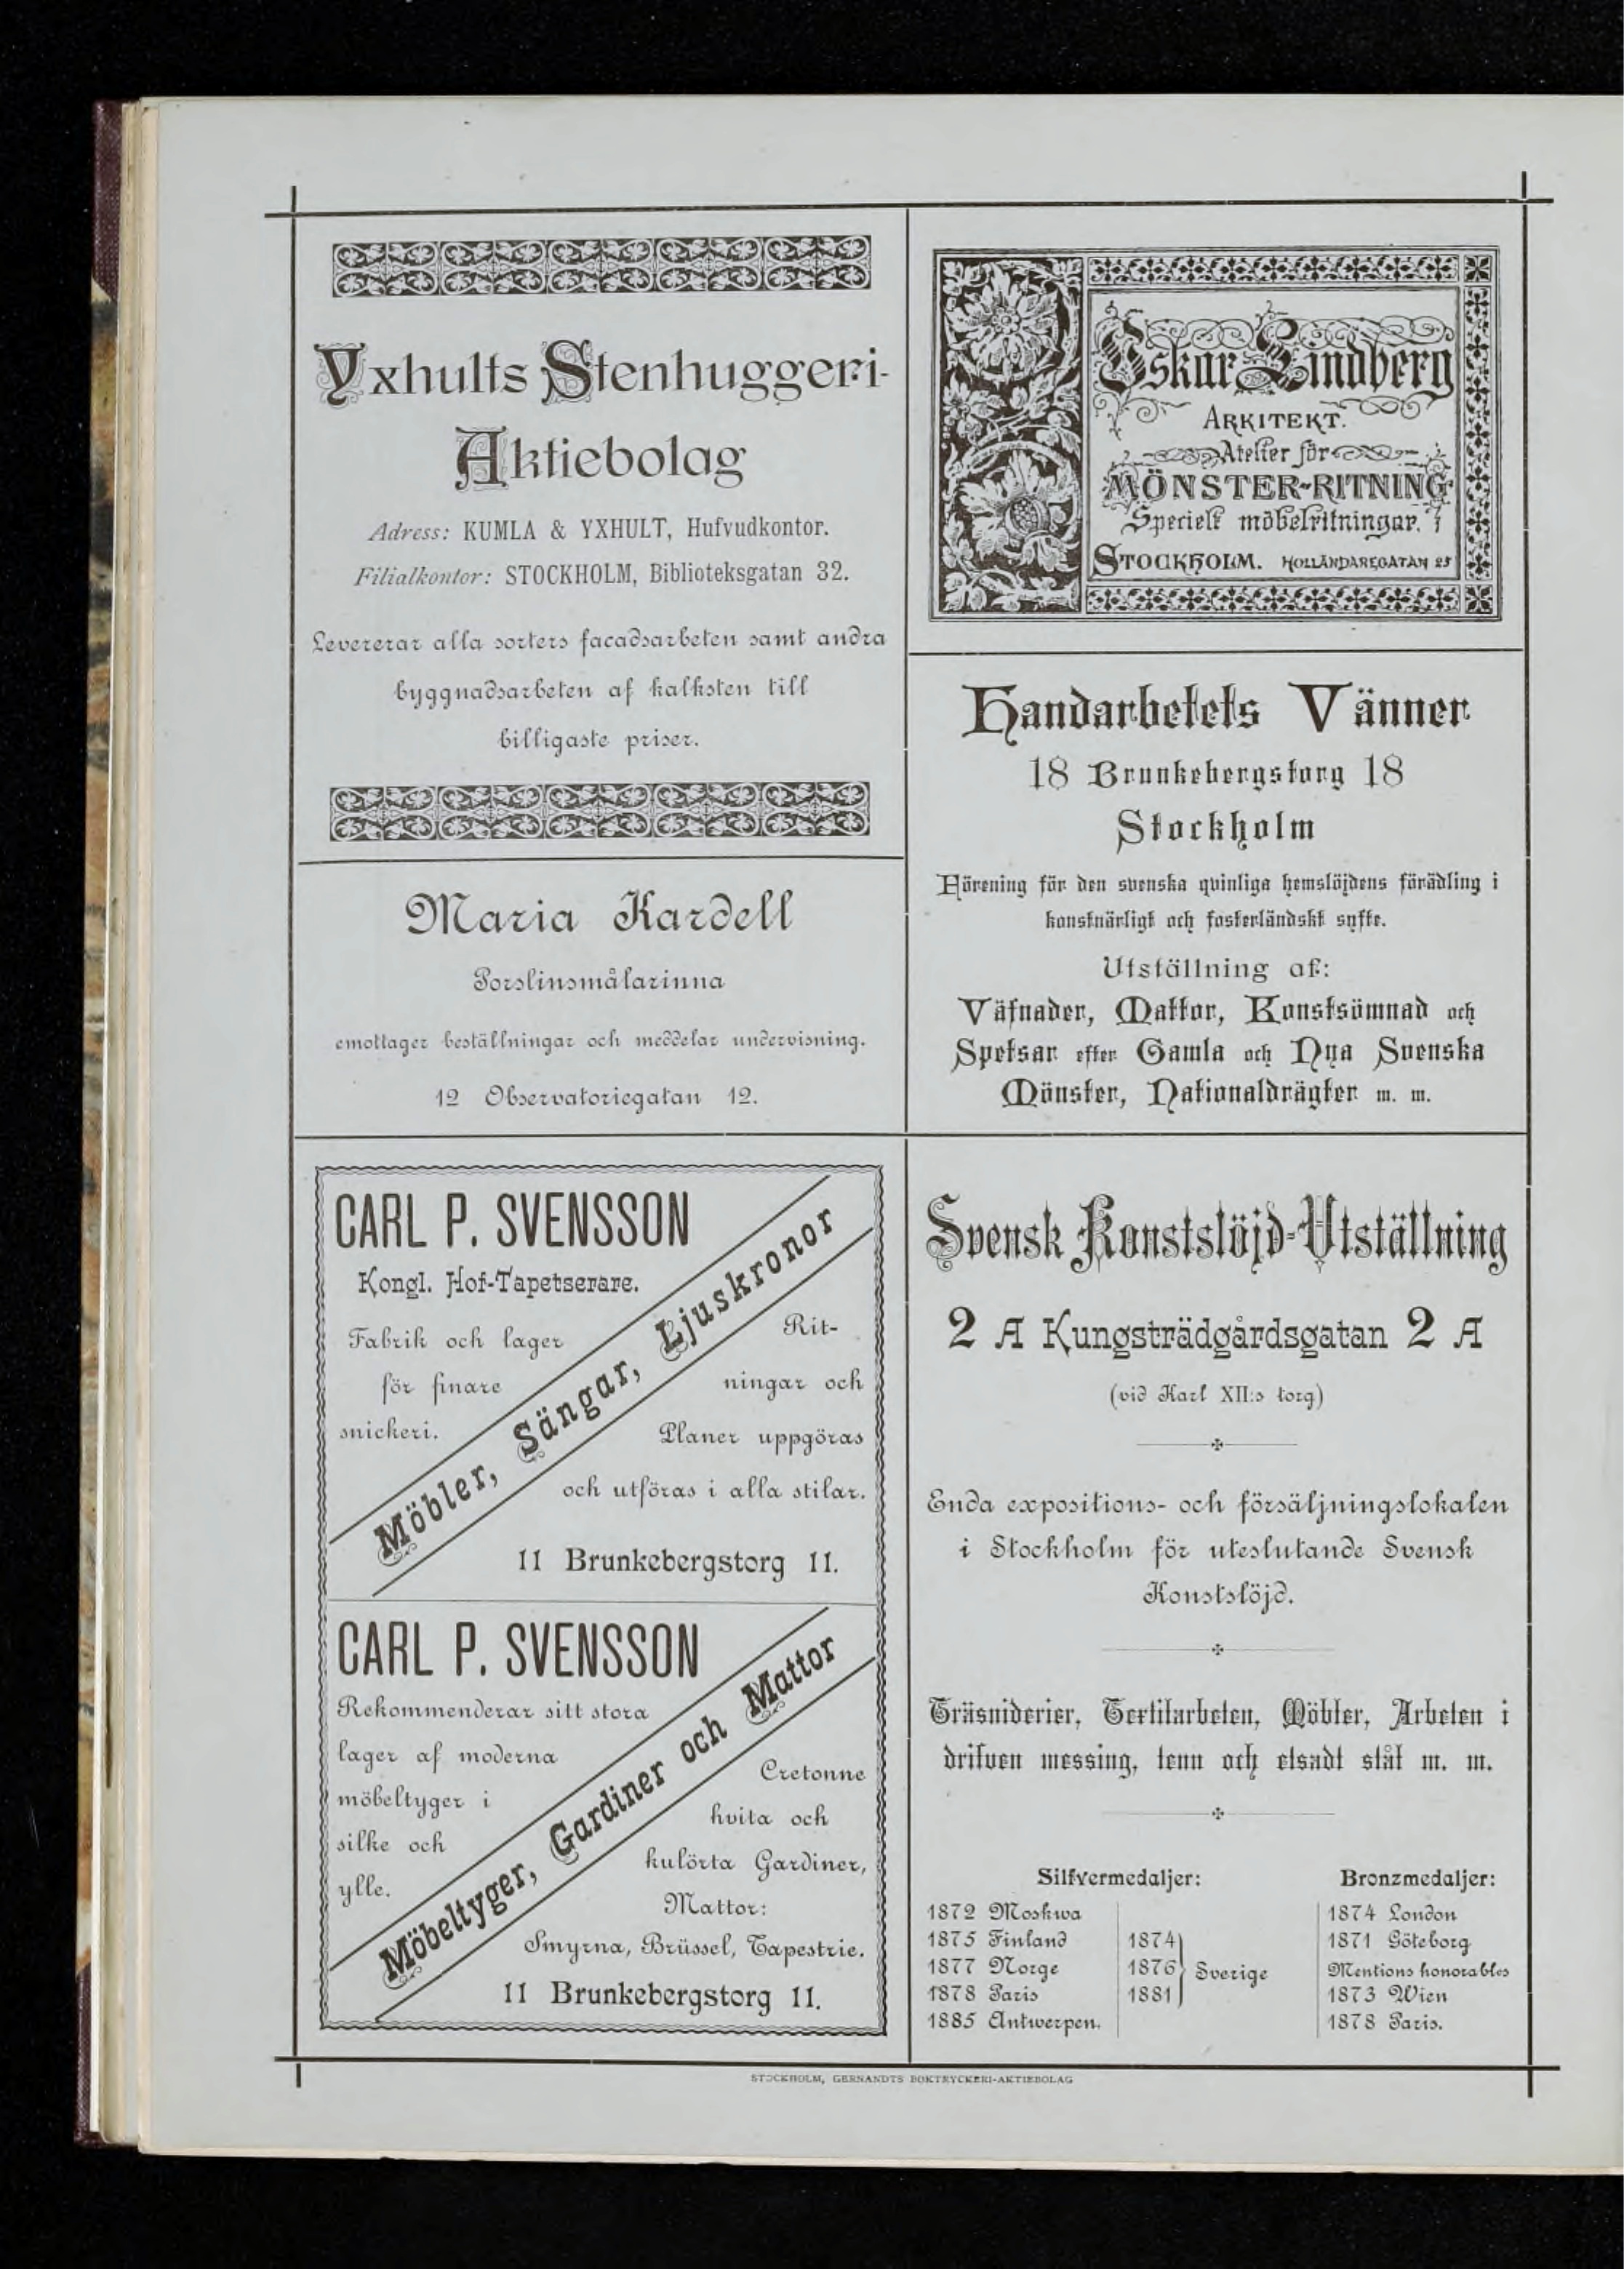 Yxhults Stenhuggeri-
Aktiebolag
Adress: KUMLA & YXHULT, Hufvudkontor.
Filialkontor: STOCKHOLM, Biblioteksgatan 32.
Levererar alla sorters facadsarbeten samt andra
byggnadsarbeten af kalksten till
billigaste priser.
Maria Kardell
Porslinsmålarinna
emottager beställningar och meddelar undervisning.
12 Observatoriegatan 12.
CARL P. SVENSSON
Kongl. Hof-Tapetserare.
Fabrik och lager
för finare
snickeri.
Möbler, Sängar, Ljuskronor
Rit-
ningar och
Planer uppgöras
och utföras i alla stilar.
11 Brunkebergstorg 11.
CARL P. SVENSSON
Rekommenderar sitt stora
lager af moderna
möbeltyger i
silke och
ylle.
Möbeltyger, Gardiner och Mattor
Cretonne
hvita och
kulörta Gardiner,
Mattor:
Smyrna, Brüssel, Tapestrie.
11 Brunkebergstorg 11.
Oskar Lindberg
ARKITEKT.
Atelier för
MÖNSTER-RITNING
Specielt möbelritningar.
STOCKHOLM. HOLLÄNDAREGATAN 25
Handarbetets Vänner
18 Brunkebergstorg 18
Stockholm
Förening för den svenska qvinliga hemslöjdens förädling i
konstnärligt och fosterländskt syfte.
Utställning af:
Väfnader, Mattor, Konstsömnad och
Spetsar efter Gamla och Nya Svenska
Mönster, Nationaldrägter m. m.
Svensk Konstslöjd-Utställning
2 A Kungsträdgårdsgatan 2 A
(vid Karl XII:s torg)
Enda expositions- och försäljningslokalen
i Stockholm för uteslutande Svensk
Konstslöjd.
Träsniderier, Textilarbeten, Möbler, Arbeten i
drifven messing, tenn och etsadt stål m. m.
Silfvermedaljer:
1872 Moskwa
1875 Finland
1877 Norge
1878 Paris
1885 Antwerpen.
1874
1876 Sverige
1881
Bronzmedaljer:
1874 London
1871 Göteborg
Mentions honorables
1873 Wien
1878 Paris.
STOCKHOLM, GERNANDTS BOKTRYCKERI-AKTIEBOLAG